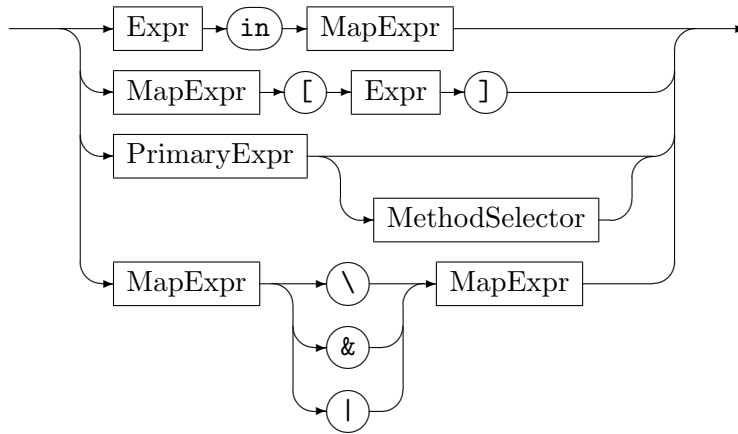 Expr in MapExpr
MapExpr [ Expr ]
PrimaryExpr
MethodSelector
MapExpr \ MapExpr
&
|